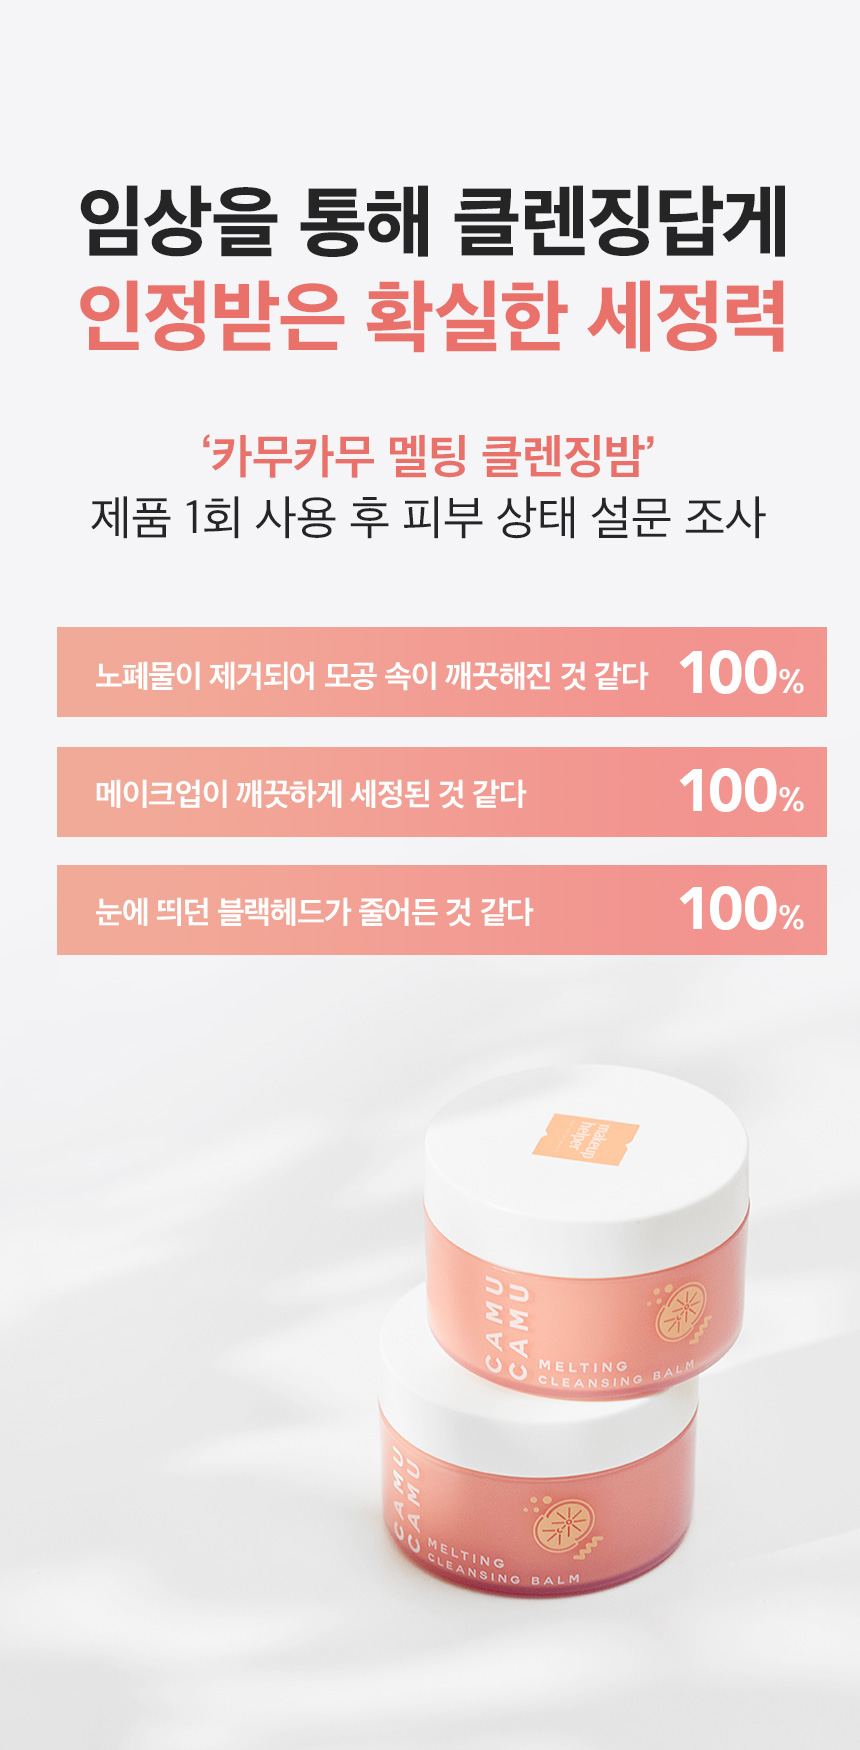 임상을 통해 클렌징답게
인정받은 확실한 세정력
‘카무카무 멜팅 클렌징밤’
제품 1회 사용 후 피부 상태 설문 조사
노폐물이 제거되어 모공 속이 깨끗해진 것 같다 100%
메이크업이 깨끗하게 세정된 것 같다 100%
눈에 띄던 블랙헤드가 줄어든 것 같다 100%
makeup
helper
CAMU
CAMU
MELTING
CLEANSING BALM
CAMU
CAMU
MELTING
CLEANSING BALM